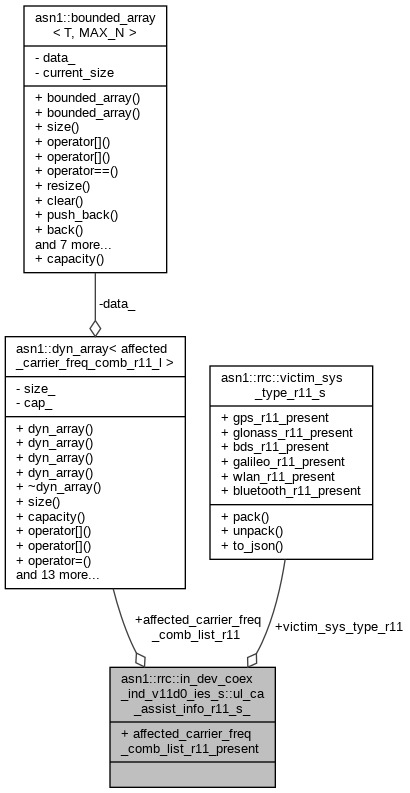 asn1::bounded_array
< T, MAX_N >
- data_
- current_size
+ bounded_array()
+ bounded_array()
+ size()
+ operator[]()
+ operator[]()
+ operator==()
+ resize()
+ clear()
+ push_back()
+ back()
and 7 more...
+ capacity()
-data_
asn1::dyn_array< affected
_carrier_freq_comb_r11_l >
- size_
- cap_
+ dyn_array()
+ dyn_array()
+ dyn_array()
+ dyn_array()
+ ~dyn_array()
+ size()
+ capacity()
+ operator[]()
+ operator[]()
+ operator=()
and 13 more...
asn1::rrc::victim_sys
_type_r11_s
+ gps_r11_present
+ glonass_r11_present
+ bds_r11_present
+ galileo_r11_present
+ wlan_r11_present
+ bluetooth_r11_present
+ pack()
+ unpack()
+ to_json()
+affected_carrier_freq
_comb_list_r11
+victim_sys_type_r11
asn1::rrc::in_dev_coex
_ind_v11d0_ies_s::ul_ca
_assist_info_r11_s_
+ affected_carrier_freq
_comb_list_r11_present